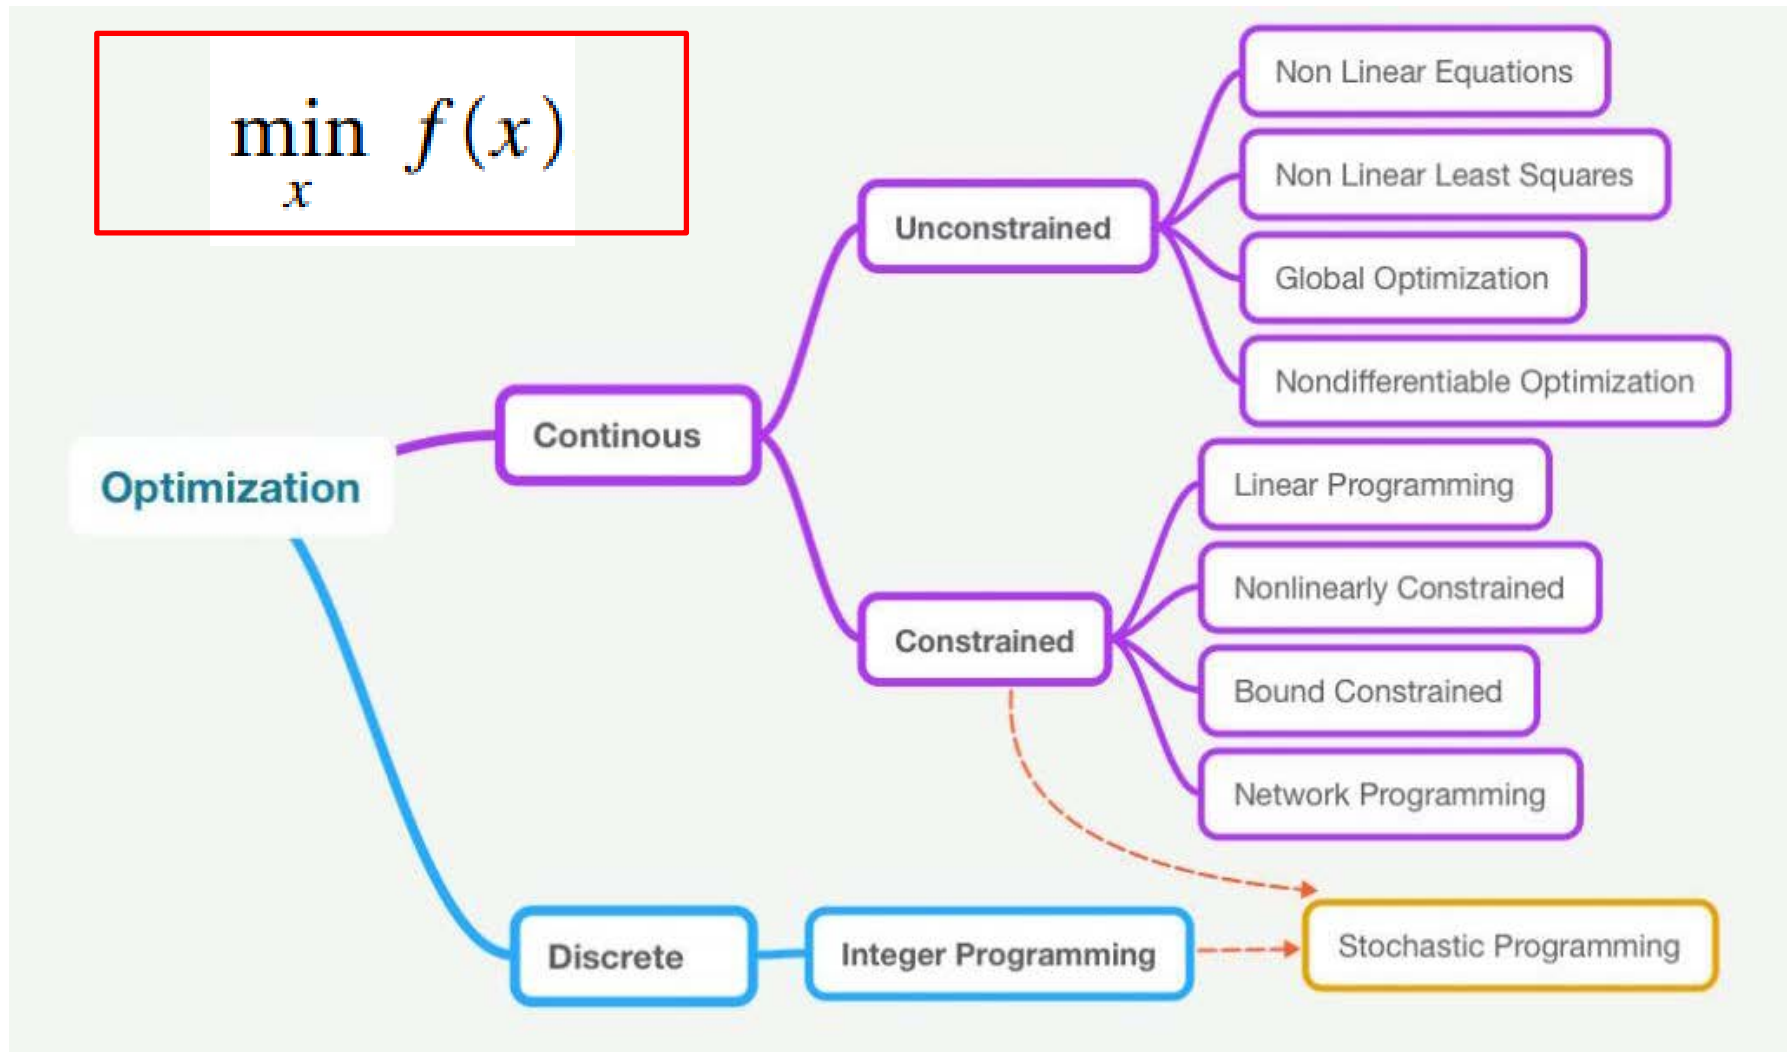 min f(x)
x
Non Linear Equations
Non Linear Least Squares
Unconstrained
Global Optimization
Nondifferentiable Optimization
Continous
Optimization
Linear Programming
Nonlinearly Constrained
Constrained
Bound Constrained
Network Programming
Discrete
Integer Programming
Stochastic Programming